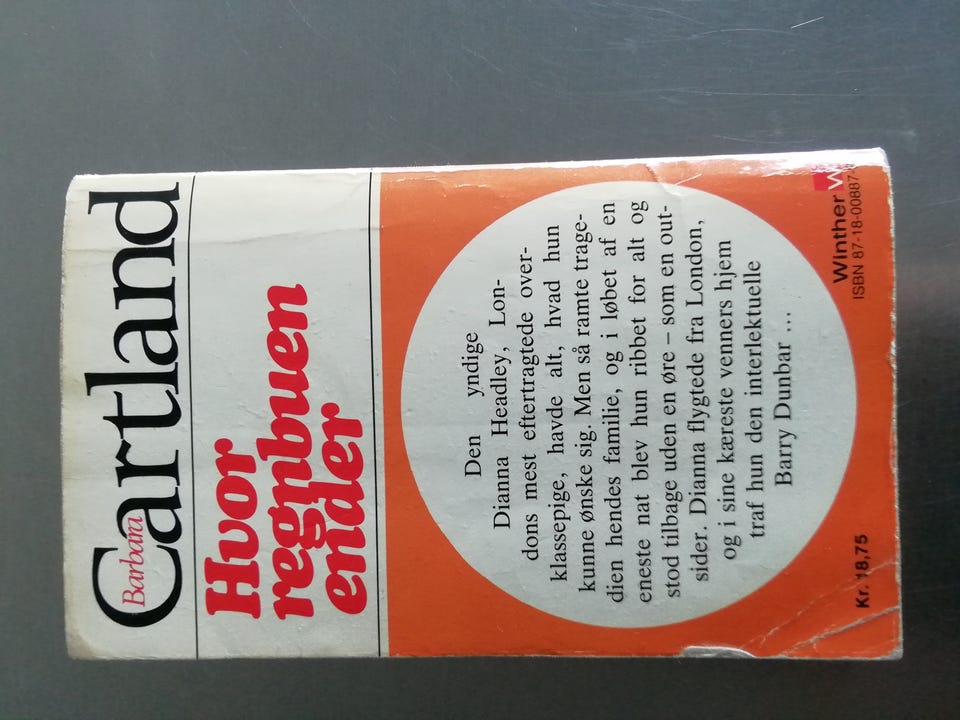 Barbara
Cartland
Hvor
regnbuen
ender
Den
yndige
Dianna Headley, Lon-
dons mest eftertragtede over-
klassepige, havde alt, hvad hun
kunne ønske sig. Men så ramte trage-
dien hendes familie, og i løbet af en
eneste nat blev hun ribbet for alt og
stod tilbage uden en øre – som en out-
sider. Dianna flygtede fra London,
og i sine kæreste venners hjem
traf hun den interlektuelle
Barry Dunbar ...
Kr. 18,75
Winther W
ISBN 87-18-00887-